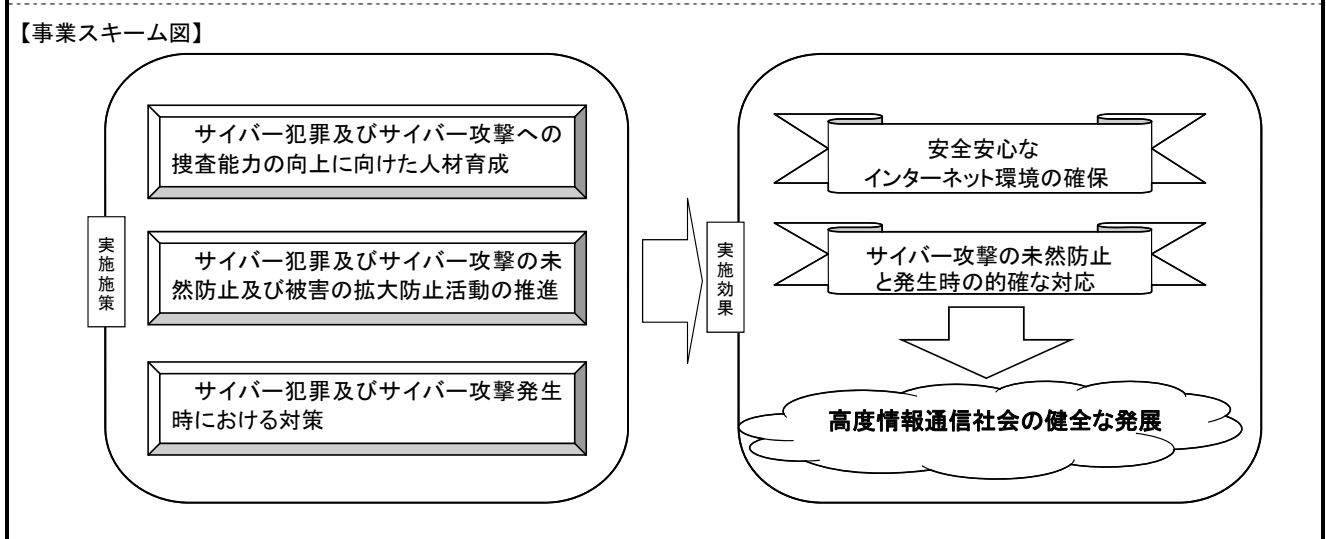 【事業スキーム図】
実施施策
サイバー犯罪及びサイバー攻撃への
捜査能力の向上に向けた人材育成
サイバー犯罪及びサイバー攻撃の未
然防止及び被害の拡大防止活動の推進
サイバー犯罪及びサイバー攻撃発生
時における対策
実施効果
安全安心な
インターネット環境の確保
サイバー攻撃の未然防止
と発生時の的確な対応
高度情報通信社会の健全な発展